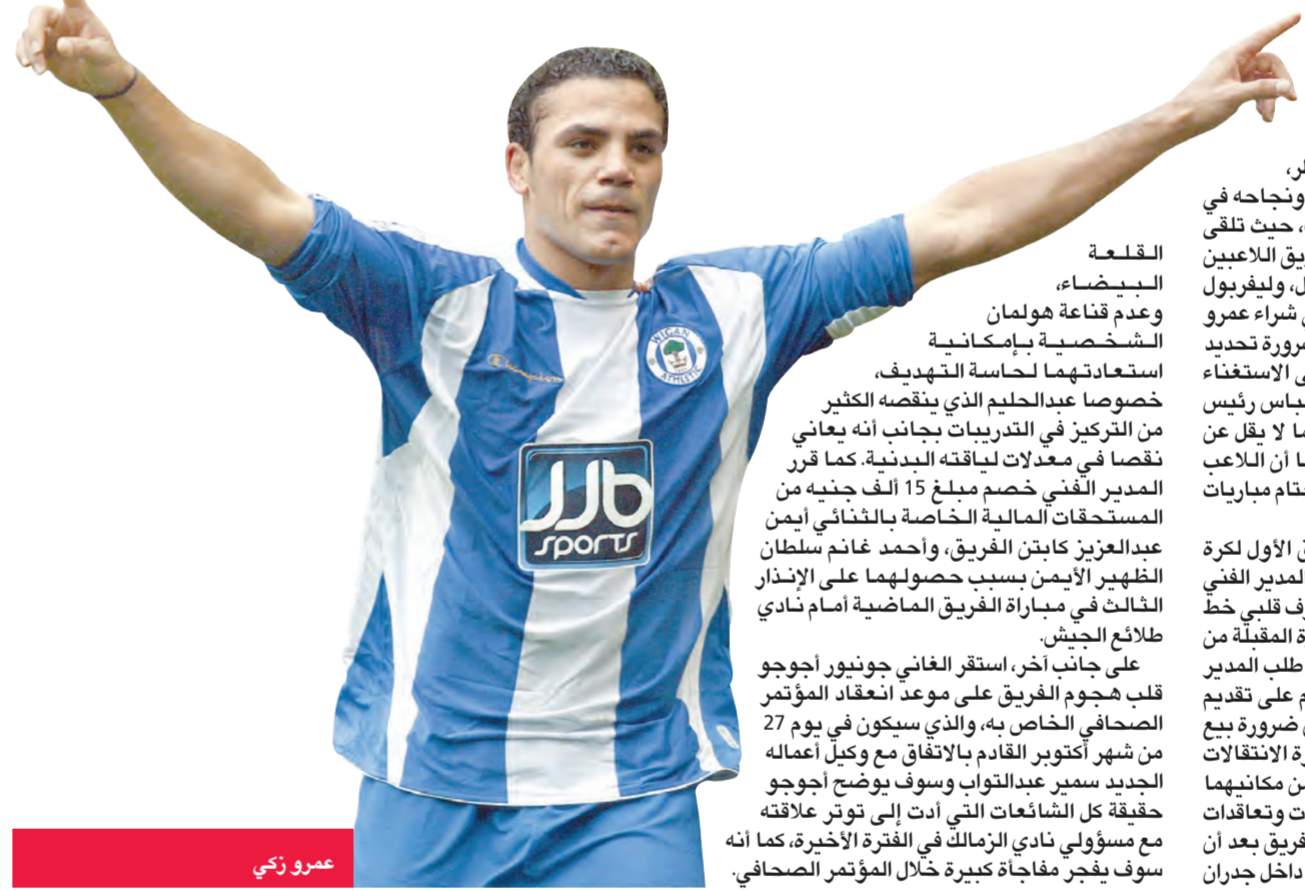 ونجاحه في
، حيث تلقى
ريق اللاعبين
ل، وليفربول
شراء عمرو
رورة تحديد
ى الاستغناء
باس رئيس
ما لا يقل عن
ا أن اللاعب
تام مباريات
ق الأول لكرة
المدير الفني
ف قلبي خط
ة المقبلة من
طلب المدير
م على تقديم
ضرورة بيع
ة الانتقالات
ن مكانيهما
ت وتعاقدات
فريق بعد أن
داخل جدران
القلعة
البيضاء،
وعدم قناعة هولمان
الشخصية بإمكانية
استعادتهما لحاسة التهديف،
خصوصا عبدالحليم الذي ينقصه الكثير
من التركيز في التدريبات بجانب أنه يعاني
نقصا في معدلات لياقته البدنية. كما قرر
المدير الفني خصم مبلغ 15 ألف جنيه من
المستحقات المالية الخاصة بالثنائي أيمن
عبدالعزيز كابتن الفريق، وأحمد غانم سلطان
الظهير الأيمن بسبب حصولهما على الإنذار
الثالث في مباراة الفريق الماضية أمام نادي
طلائع الجيش.
على جانب آخر، استقر الغاني جونيور أجوجو
قلب هجوم الفريق على موعد انعقاد المؤتمر
الصحافي الخاص به، والذي سيكون في يوم 27
من شهر أكتوبر القادم بالاتفاق مع وكيل أعماله
الجديد سمير عبدالتواب وسوف يوضح أجوجو
حقيقة كل الشائعات التي أدت إلى توتر علاقته
مع مسؤولي نادي الزمالك في الفترة الأخيرة، كما أنه
سوف يفجر مفاجأة كبيرة خلال المؤتمر الصحافي.
Champion
WIGAN
ATHLETIC
JJB
sports
عمرو زكي